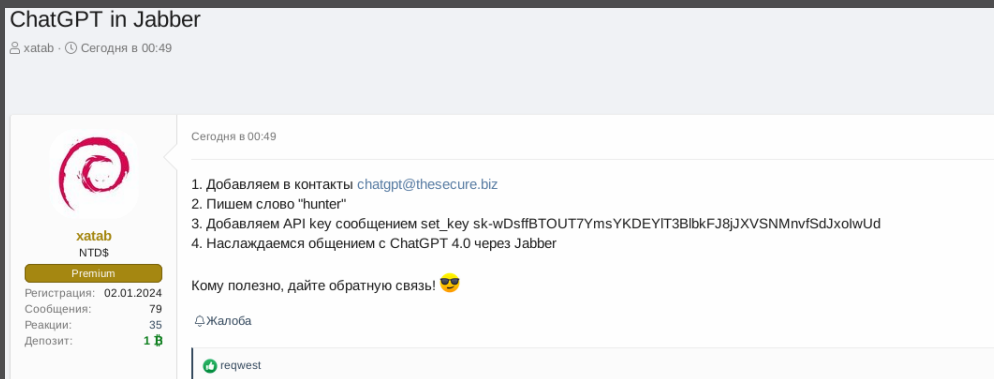 ChatGPT in Jabber
xatab · Сегодня в 00:49
Сегодня в 00:49
xatab
NTD$
Premium
Регистрация: 02.01.2024
Сообщения: 79
Реакции: 35
Депозит: 1 ₿
1. Добавляем в контакты chatgpt@thesecure.biz
2. Пишем слово "hunter"
3. Добавляем API key сообщением set_key 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
4. Наслаждаемся общением с ChatGPT 4.0 через Jabber
Кому полезно, дайте обратную связь! 😎
Жалоба
reqwest